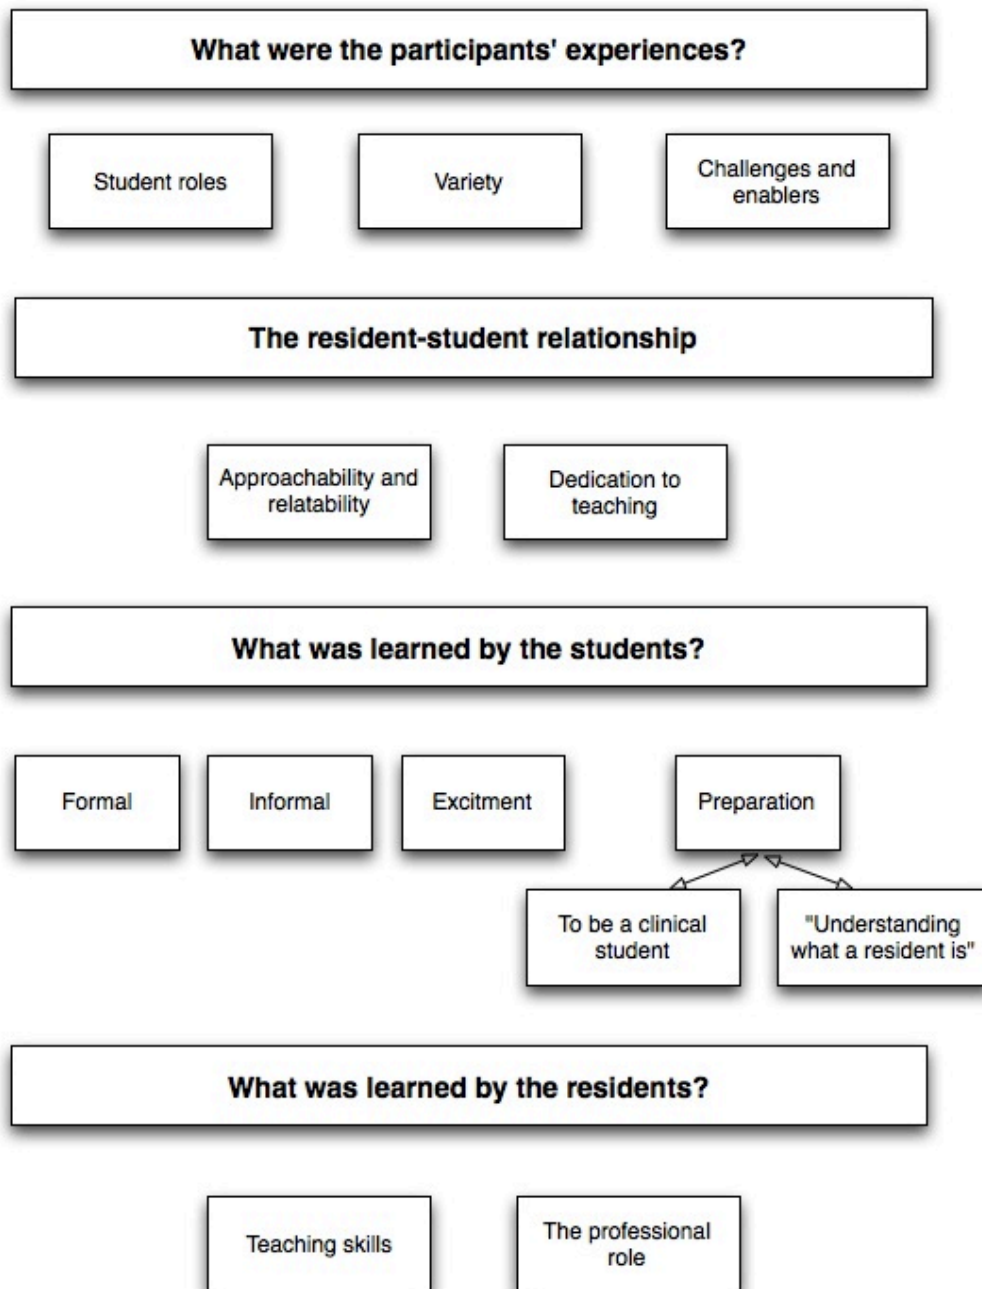 What were the participants' experiences?
Student roles
Variety
Challenges and
enablers
The resident-student relationship
Approachability and
relatability
Dedication to
teaching
What was learned by the students?
Formal
Informal
Excitment
Preparation
To be a clinical
student
"Understanding
what a resident is"
What was learned by the residents?
Teaching skills
The professional
role